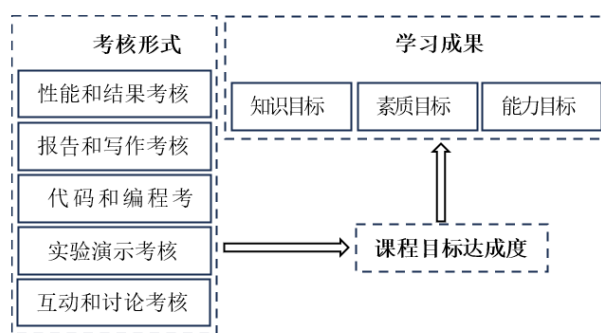 考核形式
性能和结果考核
报告和写作考核
代码和编程考
实验演示考核
互动和讨论考核
学习成果
知识目标
素质目标
能力目标
课程目标达成度